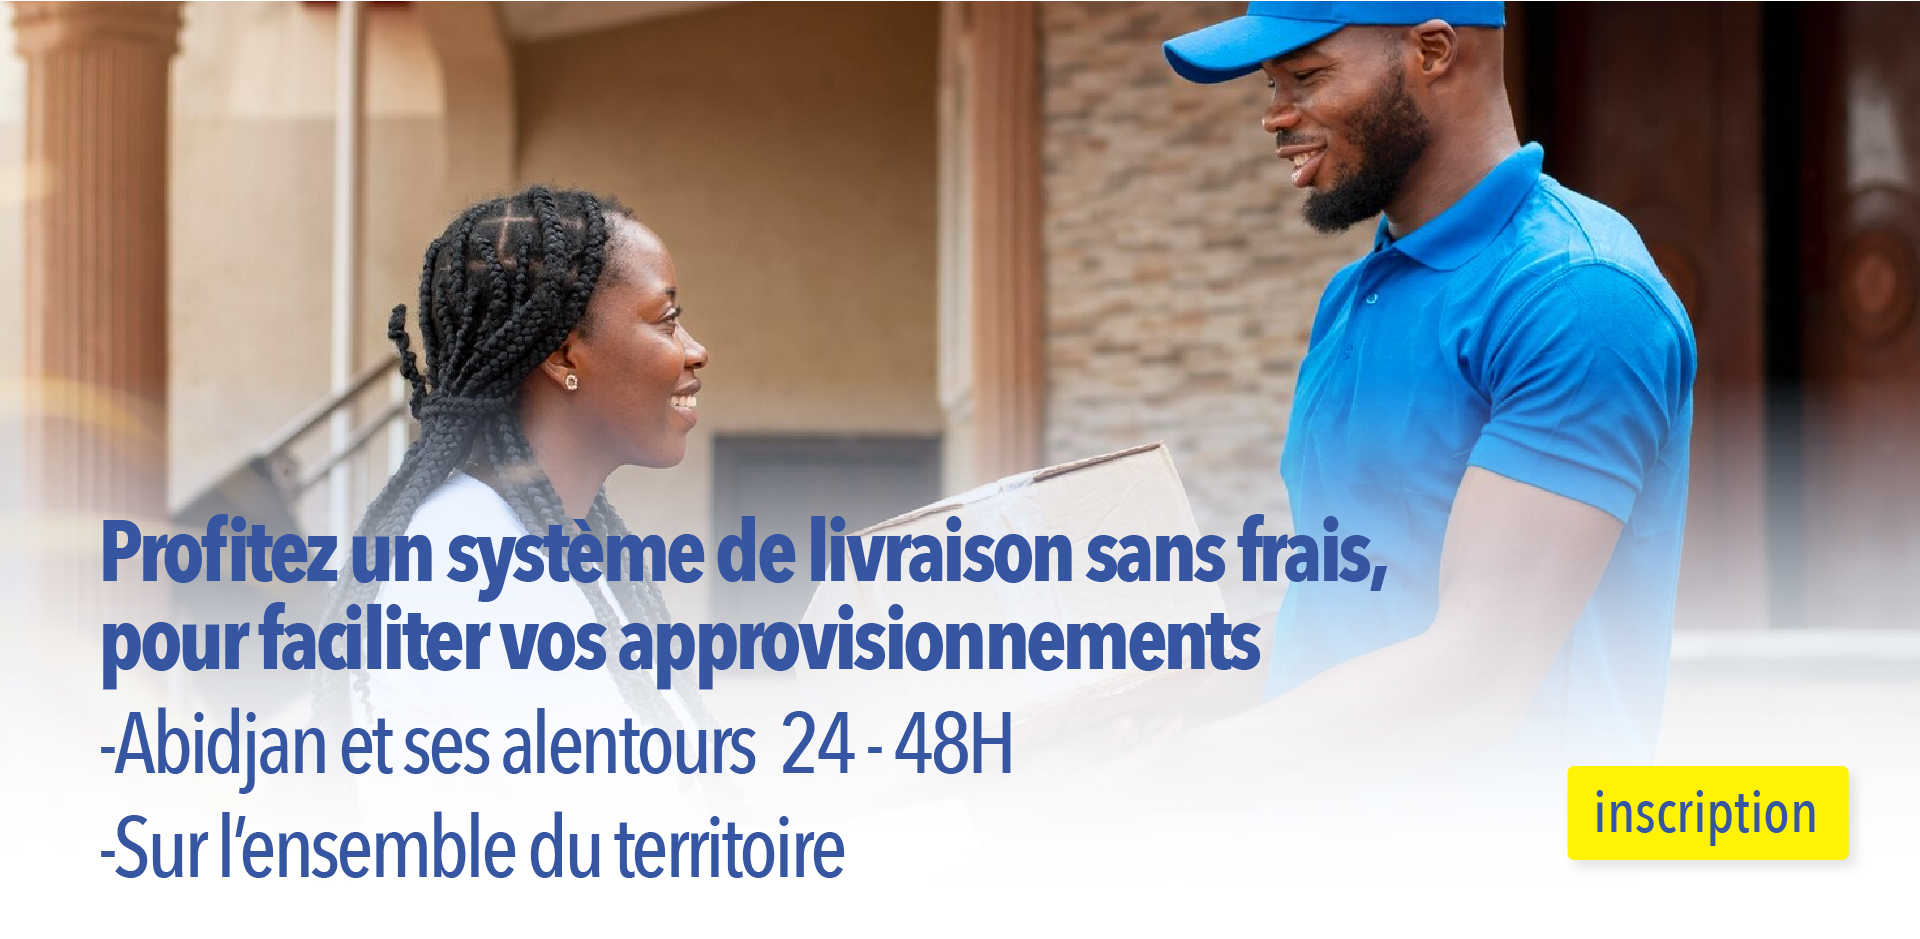 Profitez un système de livraison sans frais,
pour faciliter vos approvisionnements
-Abidjan et ses alentours 24 - 48H
-Sur l’ensemble du territoire
inscription